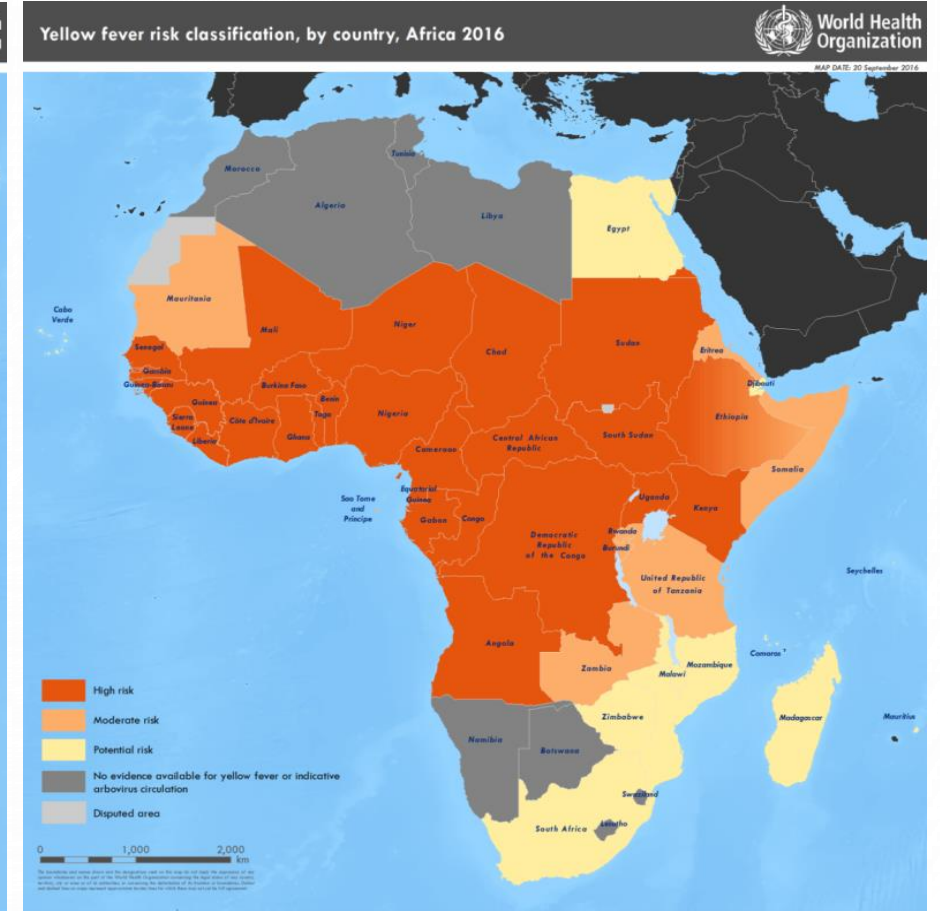 Yellow fever risk classification, by country, Africa 2016
World Health
Organization
MAP DATE: 20 September 2016
Tunisia
Morocco
Algeria
Libya
Egypt
Mauritania
Cabo
Verde
Mali
Niger
Chad
Sudan
Eritrea
Senegal
Gambia
Guinea-Bissau
Guinea
Sierra
Leone
Liberia
Côte d'Ivoire
Burkina Faso
Ghana
Togo
Benin
Nigeria
Cameroon
Central African
Republic
South Sudan
Ethiopia
Djibouti
Somalia
Sao Tome
and
Principe
Equatorial
Guinea
Gabon
Congo
Democratic
Republic
of the Congo
Uganda
Kenya
Rwanda
Burundi
United Republic
of Tanzania
Seychelles
Angola
Zambia
Malawi
Mozambique
Comoros
Zimbabwe
Madagascar
Mauritius
Namibia
Botswana
Swaziland
Lesotho
South Africa
High risk
Moderate risk
Potential risk
No evidence available for yellow fever or indicative
arbovirus circulation
Disputed area
0 1,000 2,000
km